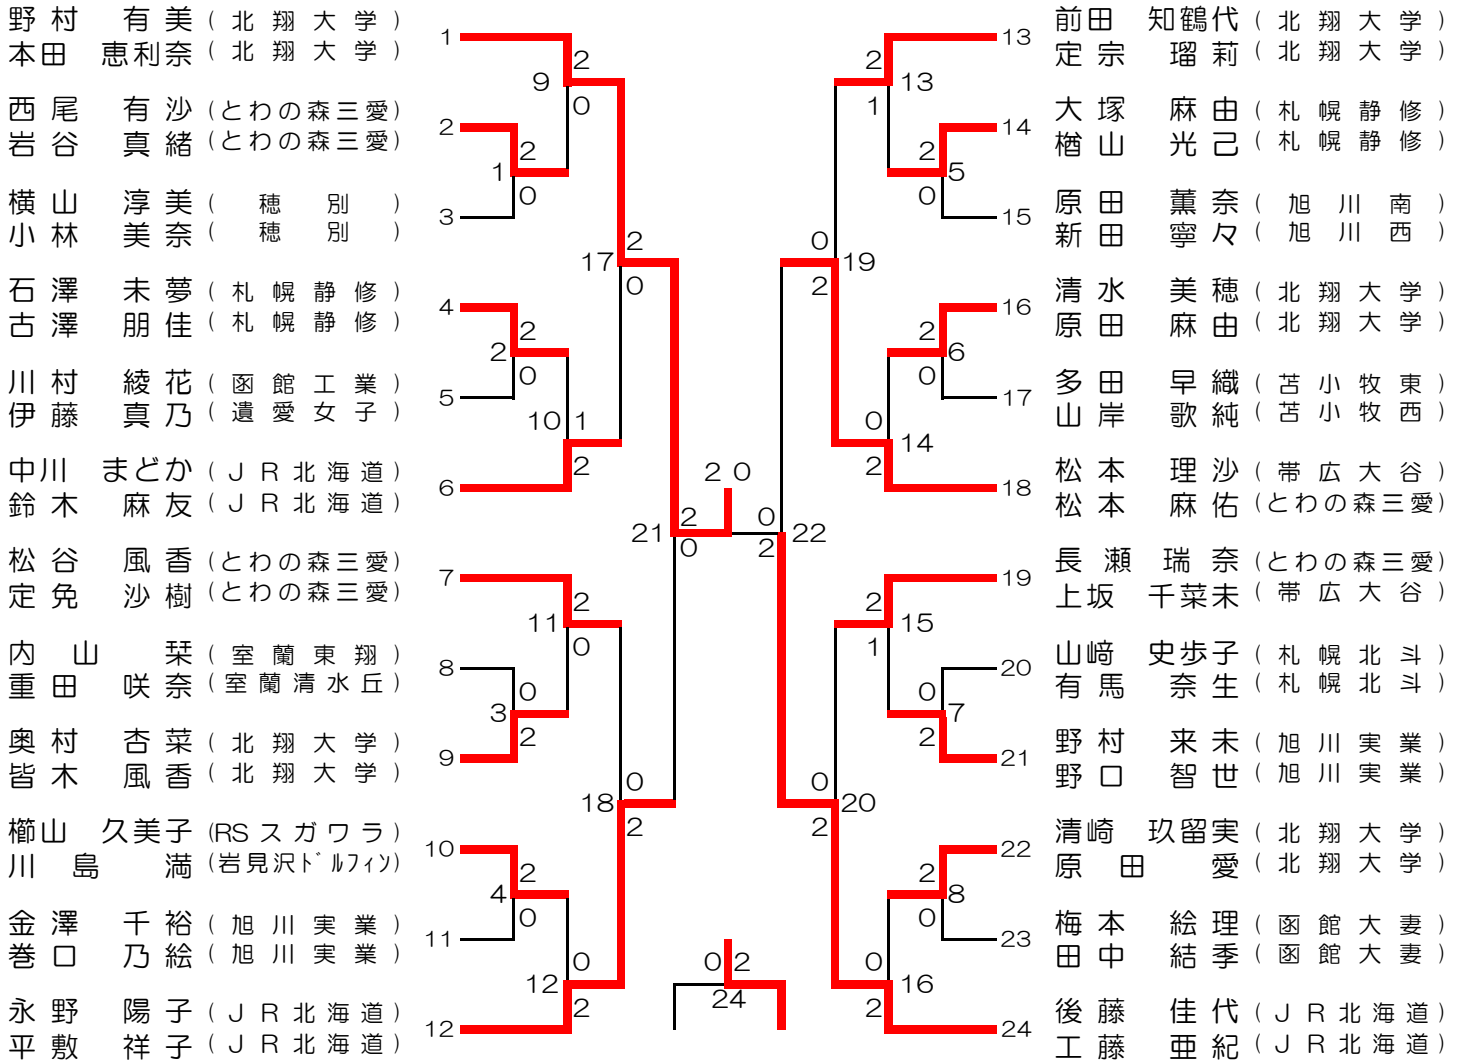 野村 有美 (北翔大学)
本田 恵利奈 (北翔大学)
1
西尾 有沙 (とわの森三愛)
岩谷 真緒 (とわの森三愛)
2
横山 淳美 (穂別)
小林 美奈 (穂別)
3
石澤 未夢 (札幌静修)
古澤 朋佳 (札幌静修)
4
川村 綾花 (函館工業)
伊藤 真乃 (遺愛女子)
5
中川 まどか (JR北海道)
鈴木 麻友 (JR北海道)
6
松谷 風香 (とわの森三愛)
定免 沙樹 (とわの森三愛)
7
内山 栞 (室蘭東翔)
重田 咲奈 (室蘭清水丘)
8
奥村 杏菜 (北翔大学)
皆木 風香 (北翔大学)
9
櫛山 久美子 (RSスガワラ)
川島 満 (岩見沢ドルフィン)
10
金澤 千裕 (旭川実業)
巻口 乃絵 (旭川実業)
11
永野 陽子 (JR北海道)
平敷 祥子 (JR北海道)
12
2
9
0
2
1
0
2
17
0
2
2
0
10 1
2
2
11
0
0
3
2
0
18
2
2
4
0
0
12
2
2
21
0
2 0
0
22
2
0 2
24
2
13
1
2
5
0
0
19
2
2
6
0
0
14
2
2
15
1
0
7
2
0
20
2
2
8
0
0
16
2
13
前田 知鶴代 (北翔大学)
定宗 瑠莉 (北翔大学)
14
大塚 麻由 (札幌静修)
楢山 光己 (札幌静修)
15
原田 薫奈 (旭川南)
新田 寧々 (旭川西)
16
清水 美穂 (北翔大学)
原田 麻由 (北翔大学)
17
多田 早織 (苫小牧東)
山岸 歌純 (苫小牧西)
18
松本 理沙 (帯広大谷)
松本 麻佑 (とわの森三愛)
19
長瀬 瑞奈 (とわの森三愛)
上坂 千菜未 (帯広大谷)
20
山﨑 史歩子 (札幌北斗)
有馬 奈生 (札幌北斗)
21
野村 来未 (旭川実業)
野口 智世 (旭川実業)
22
清崎 玖留実 (北翔大学)
原田 愛 (北翔大学)
23
梅本 絵理 (函館大妻)
田中 結季 (函館大妻)
24
後藤 佳代 (JR北海道)
工藤 亜紀 (JR北海道)